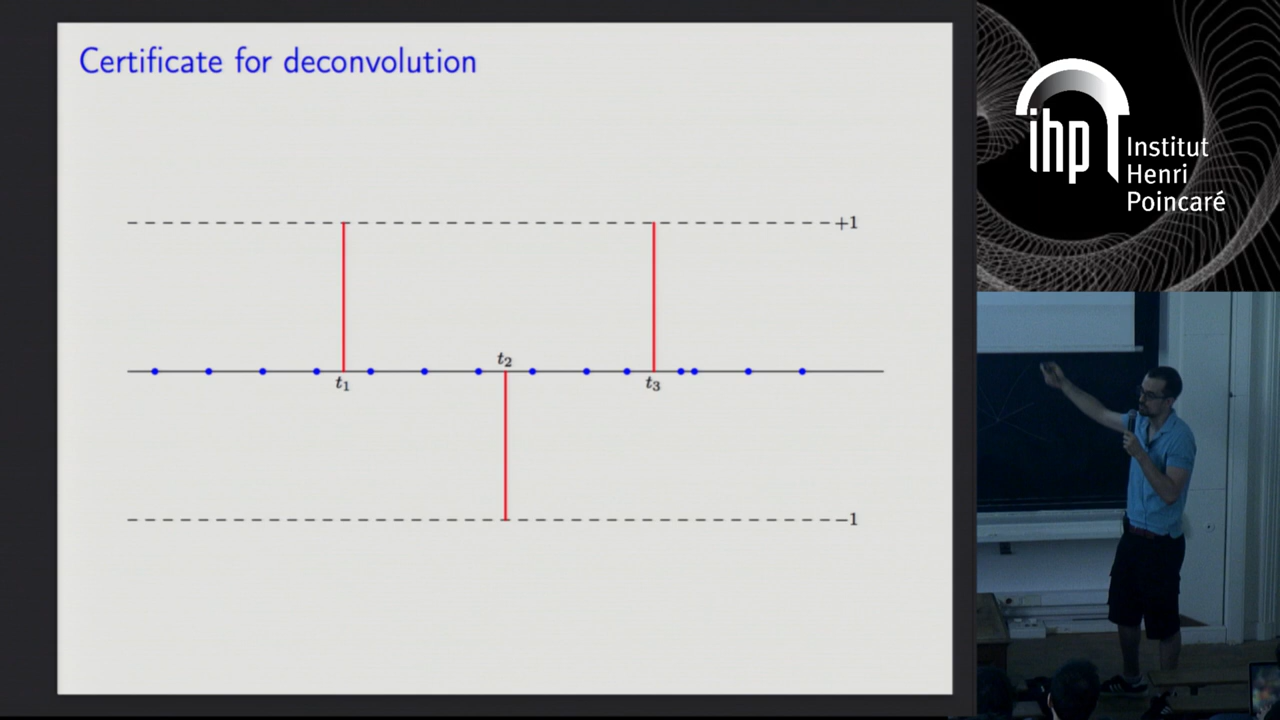 Certificate for deconvolution
+1
t2
t1
t3
−1
ihp
Institut
Henri
Poincaré